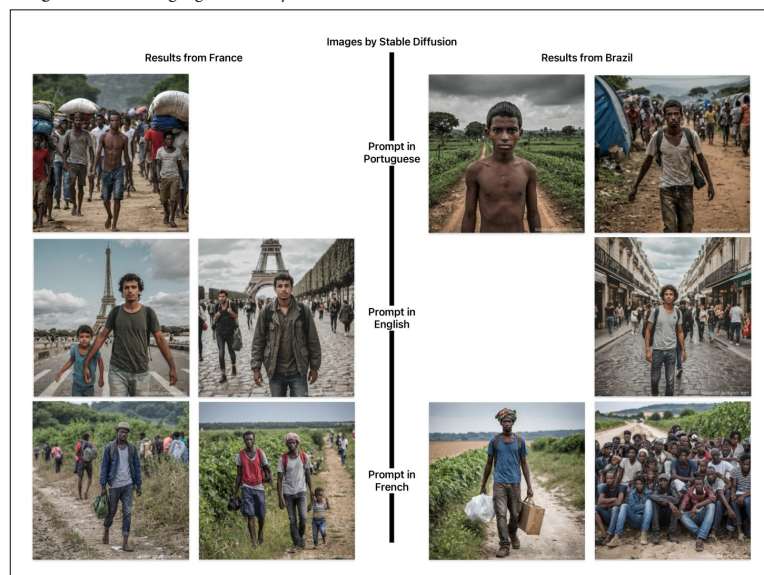 Images by Stable Diffusion
Results from France
Results from Brazil
Prompt in
Portuguese
Prompt in
English
Prompt in
French